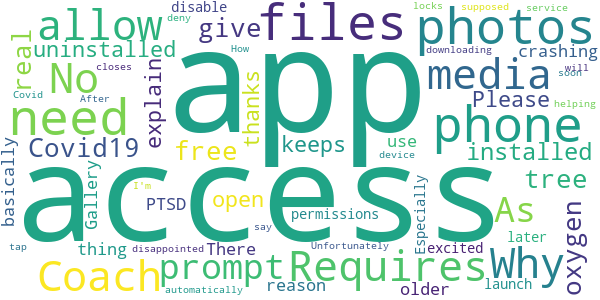 disable
locks
supposed
deny
How
service
allow
give
files
photos
uninstalled
real
app
closes
No
downloading
crashing
will
media
soon
Covid
After
explain
thanks
Please
device
helping
need
phone
Covid19
free
keeps
use
installed
basically
Gallery
access
I'm
tree
PTSD
open
permissions
say
Especially
As
oxygen
tap
thing
disappointed
There
Unfortunately
excited
later
Why
Coach
prompt
reason
Requires
launch
automatically
older